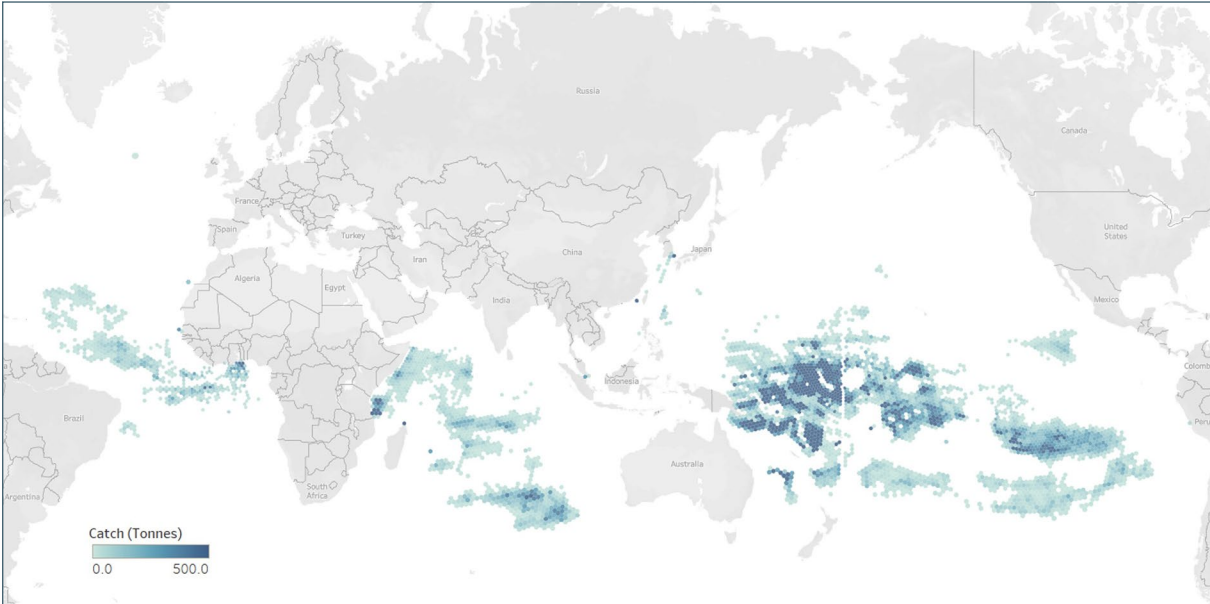 Russia
Canada
France
Spain
Turkey
Iran
China
Japan
United
States
Algeria
Egypt
India
Mexico
Indonesia
Brazil
Peru
Australia
South
Africa
Argentina
Catch (Tonnes)
0.0 500.0